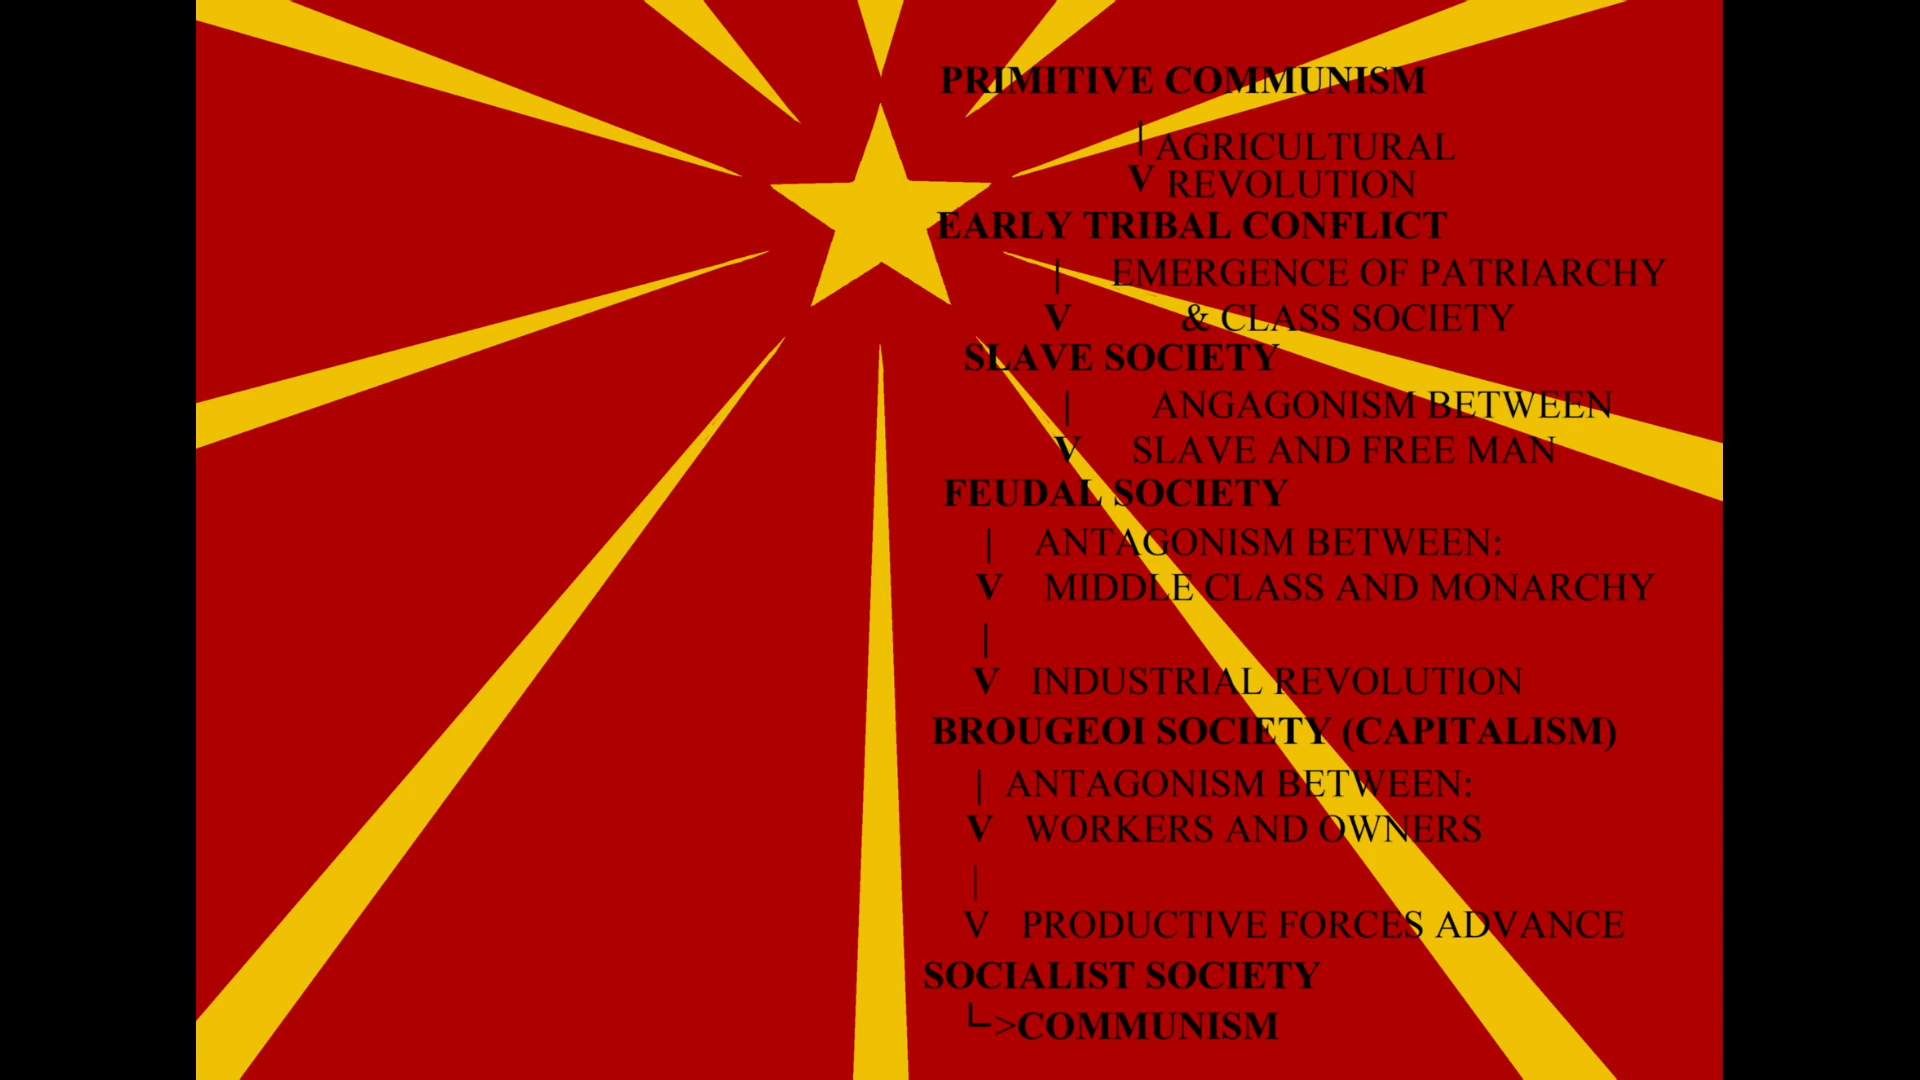 PRIMITIVE COMMUNISM
| AGRICULTURAL
V REVOLUTION
EARLY TRIBAL CONFLICT
| EMERGENCE OF PATRIARCHY
V & CLASS SOCIETY
SLAVE SOCIETY
| ANGAGONISM BETWEEN
V SLAVE AND FREE MAN
FEUDAL SOCIETY
| ANTAGONISM BETWEEN:
V MIDDLE CLASS AND MONARCHY
|
V INDUSTRIAL REVOLUTION
BROUGEOI SOCIETY (CAPITALISM)
| ANTAGONISM BETWEEN:
V WORKERS AND OWNERS
|
V PRODUCTIVE FORCES ADVANCE
SOCIALIST SOCIETY
└->COMMUNISM